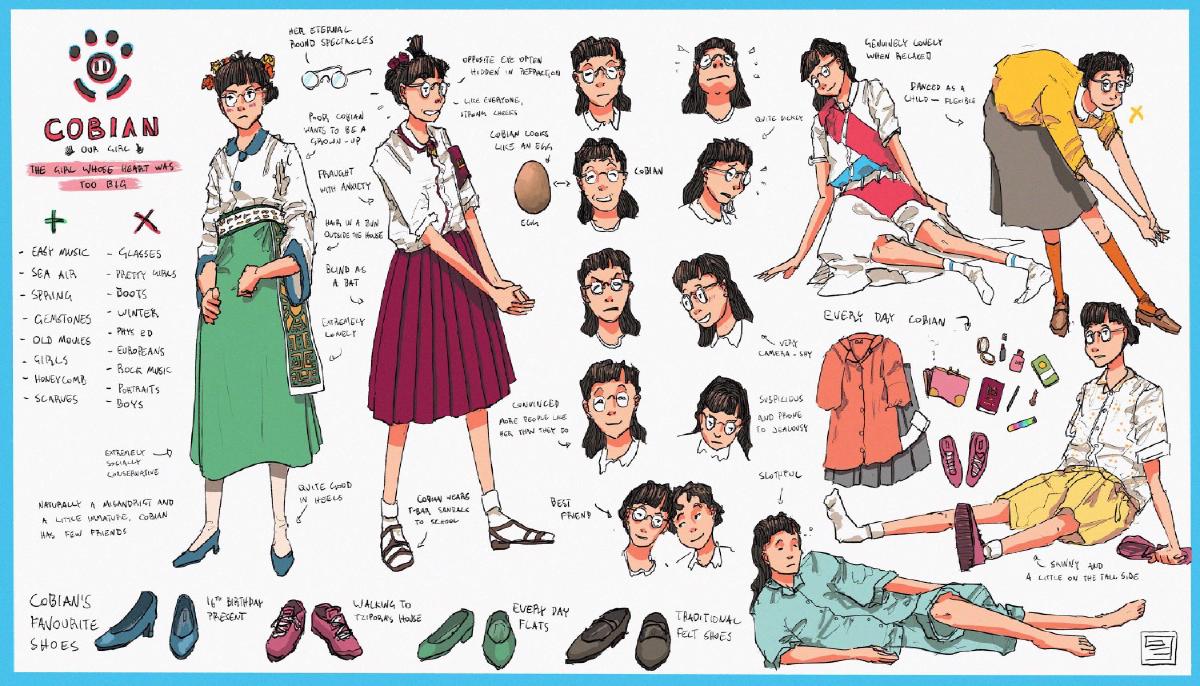 COBIAN
OUR GIRL
THE GIRL WHOSE HEART WAS
TOO BIG
+
X
- EASY MUSIC
- SEA AIR
- SPRING
- GEMSTONES
- OLD MOVIES
- GIRLS
- HONEYCOMB
- SCARVES
- GLASSES
- PRETTY GIRLS
- BOOTS
- WINTER
- PHYS ED
- EUROPEANS
- ROCK MUSIC
- PORTRAITS
- BOYS
EXTREMELY
SOCIALLY
CONSERVATIVE
NATURALLY A MISANDRIST AND
A LITTLE IMMATURE, COBIAN
HAS FEW FRIENDS
HER ETERNAL
ROUND SPECTACLES
POOR COBIAN
WANTS TO BE A
GROWN-UP
FRAUGHT
WITH ANXIETY
HAIR IN A BUN
OUTSIDE THE HOUSE
BLIND AS
A BAT
EXTREMELY
LONELY
QUITE GOOD
IN HEELS
OPPOSITE EYE OFTEN
HIDDEN IN REFRACTION
LIKE EVERYONE,
STRONG CHEEKS
COBIAN LOOKS
LIKE AN EGG
EGG
COBIAN
CONVINCED
MORE PEOPLE LIKE
HER THAN THEY DO
COBIAN WEARS
T-BAR SANDALS
TO SCHOOL
BEST
FRIEND
QUITE SICKLY
VERY
CAMERA-SHY
SUSPICIOUS
AND PRONE
TO JEALOUSY
SLOTHFUL
GENUINELY LOVELY
WHEN RELAXED
DANCED AS A
CHILD — FLEXIBLE
EVERY DAY COBIAN
SKINNY AND
A LITTLE ON THE TALL SIDE
COBIAN'S
FAVOURITE
SHOES
16TH BIRTHDAY
PRESENT
WALKING TO
TZIPORA'S HOUSE
EVERY DAY
FLATS
TRADITIONAL
FELT SHOES